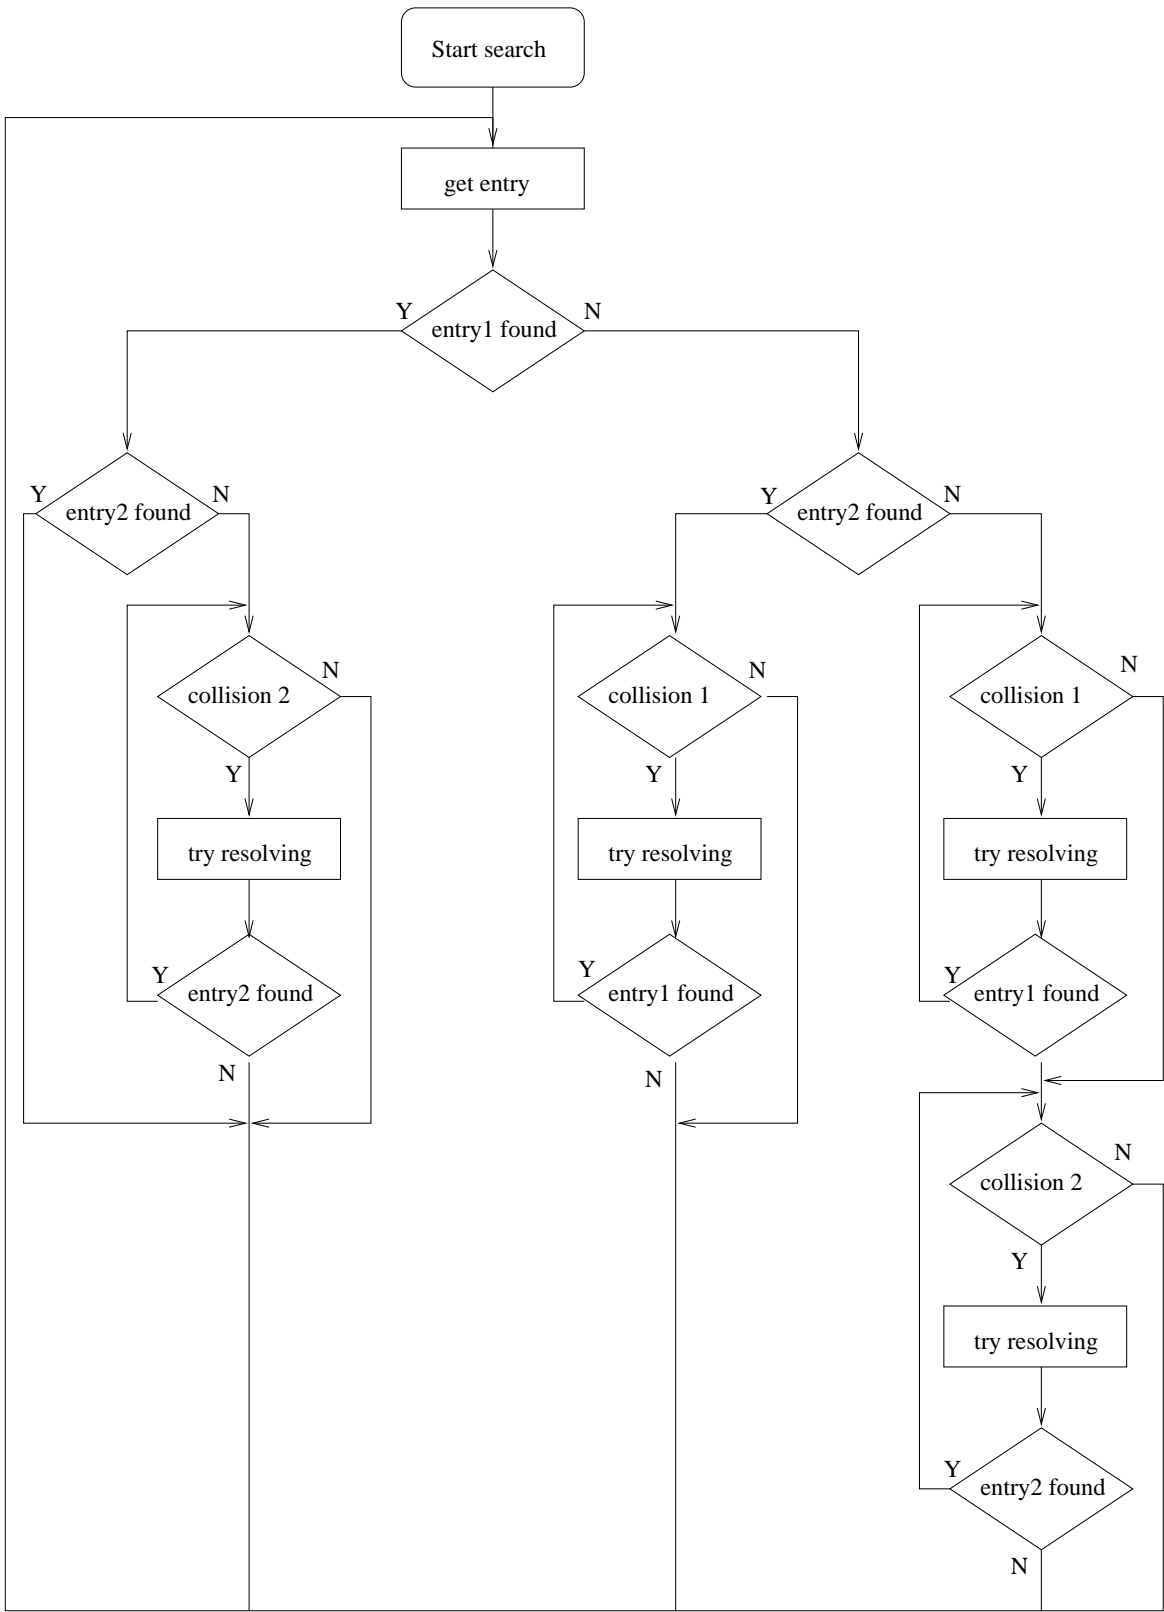 Start search
get entry
Y
N
entry1 found
Y
N
entry2 found
Y
N
entry2 found
N
collision 2
Y
try resolving
Y
entry2 found
N
N
collision 1
Y
try resolving
Y
entry1 found
N
N
collision 1
Y
try resolving
Y
entry1 found
N
collision 2
Y
try resolving
Y
entry2 found
N